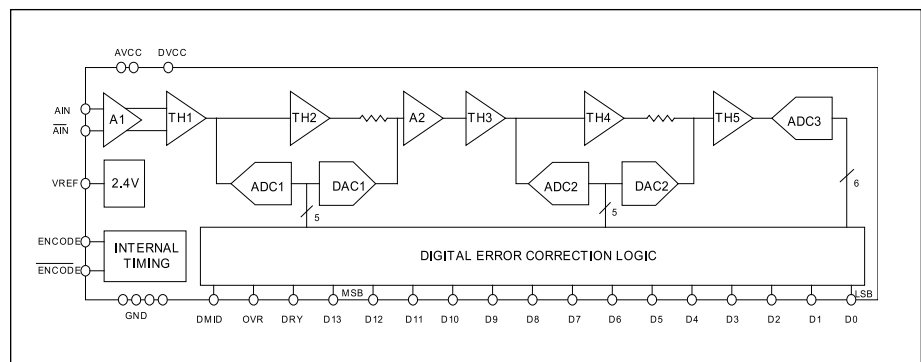 AVCC DVCC
AIN
AIN
A1
TH1
TH2
A2
TH3
TH4
TH5
ADC3
VREF
2.4V
ADC1
DAC1
ADC2
DAC2
5
5
6
ENCODE
ENCODE
INTERNAL
TIMING
DIGITAL ERROR CORRECTION LOGIC
GND
MSB
LSB
DMID OVR DRY D13 D12 D11 D10 D9 D8 D7 D6 D5 D4 D3 D2 D1 D0